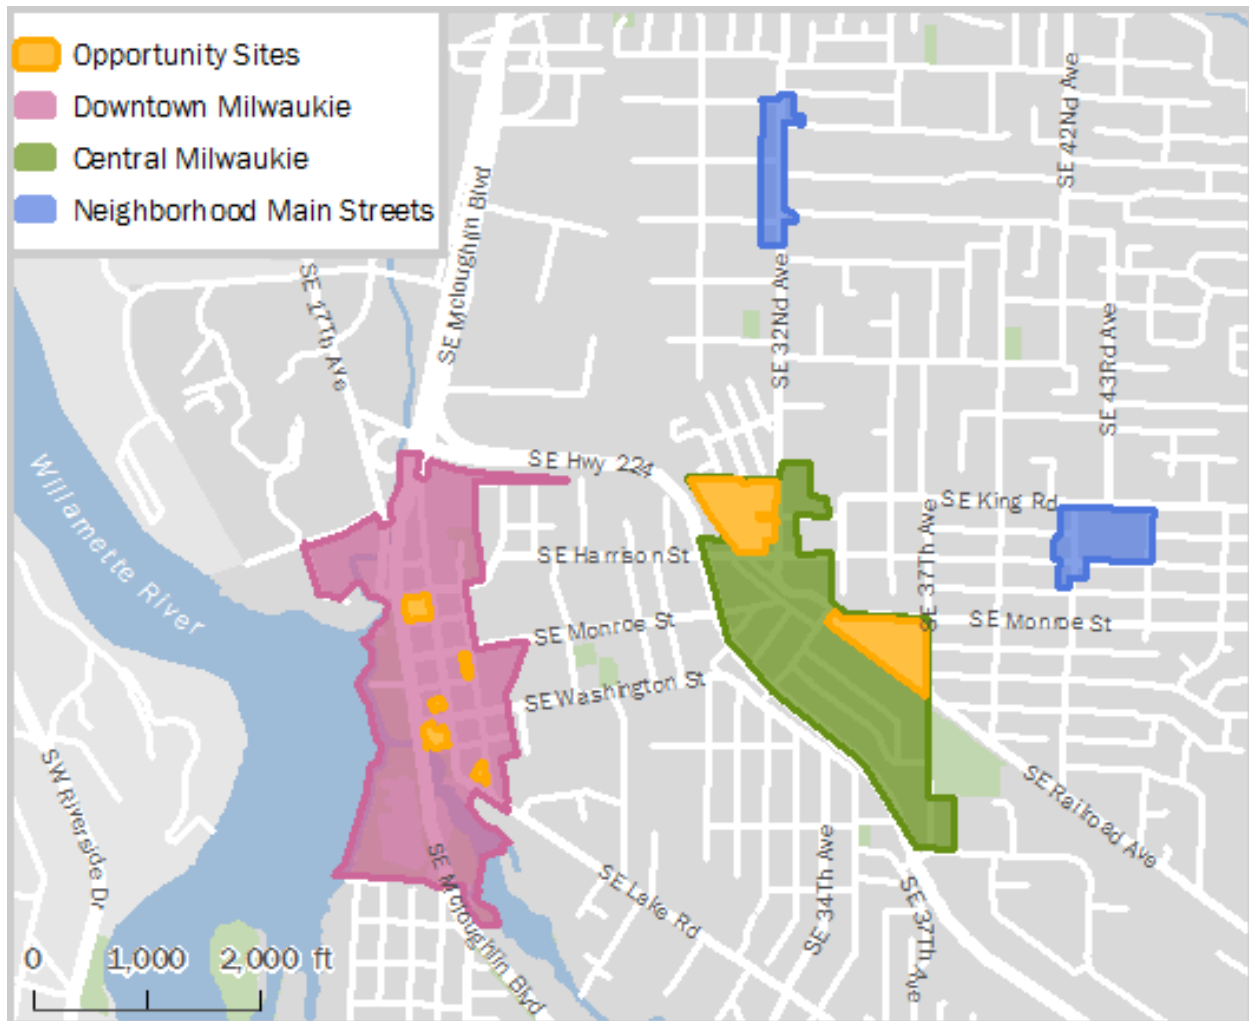 Opportunity Sites
Downtown Milwaukie
Central Milwaukie
Neighborhood Main Streets
SE 42Nd Ave
SE Mcloughlin Blvd
SE 17Th Ave
SE 32Nd Ave
SE 43Rd Ave
SE Hwy 224
Willamette River
SE King Rd
SE Harrison St
SE 37Th Ave
SE Monroe St
SE Monroe St
SE Washington St
SW Riverside Dr
SE Railroad Ave
SE Mcloughlin Blvd
SE Lake Rd
SE 34Th Ave
SE 37Th Ave
0 1,000 2,000 ft